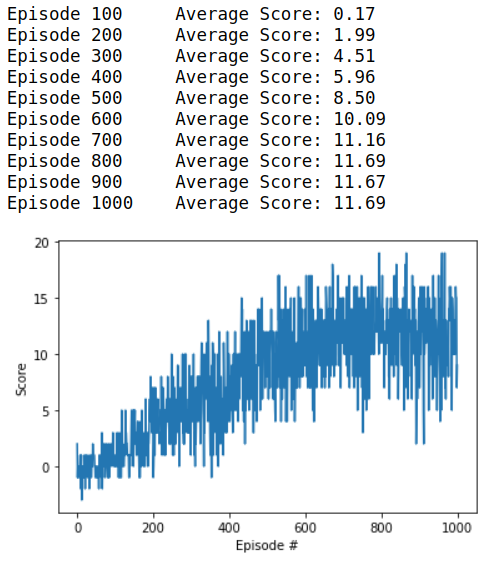 Episode 100 Average Score: 0.17
Episode 200 Average Score: 1.99
Episode 300 Average Score: 4.51
Episode 400 Average Score: 5.96
Episode 500 Average Score: 8.50
Episode 600 Average Score: 10.09
Episode 700 Average Score: 11.16
Episode 800 Average Score: 11.69
Episode 900 Average Score: 11.67
Episode 1000 Average Score: 11.69
20
15
10
5
0
Score
0 200 400 600 800 1000
Episode #